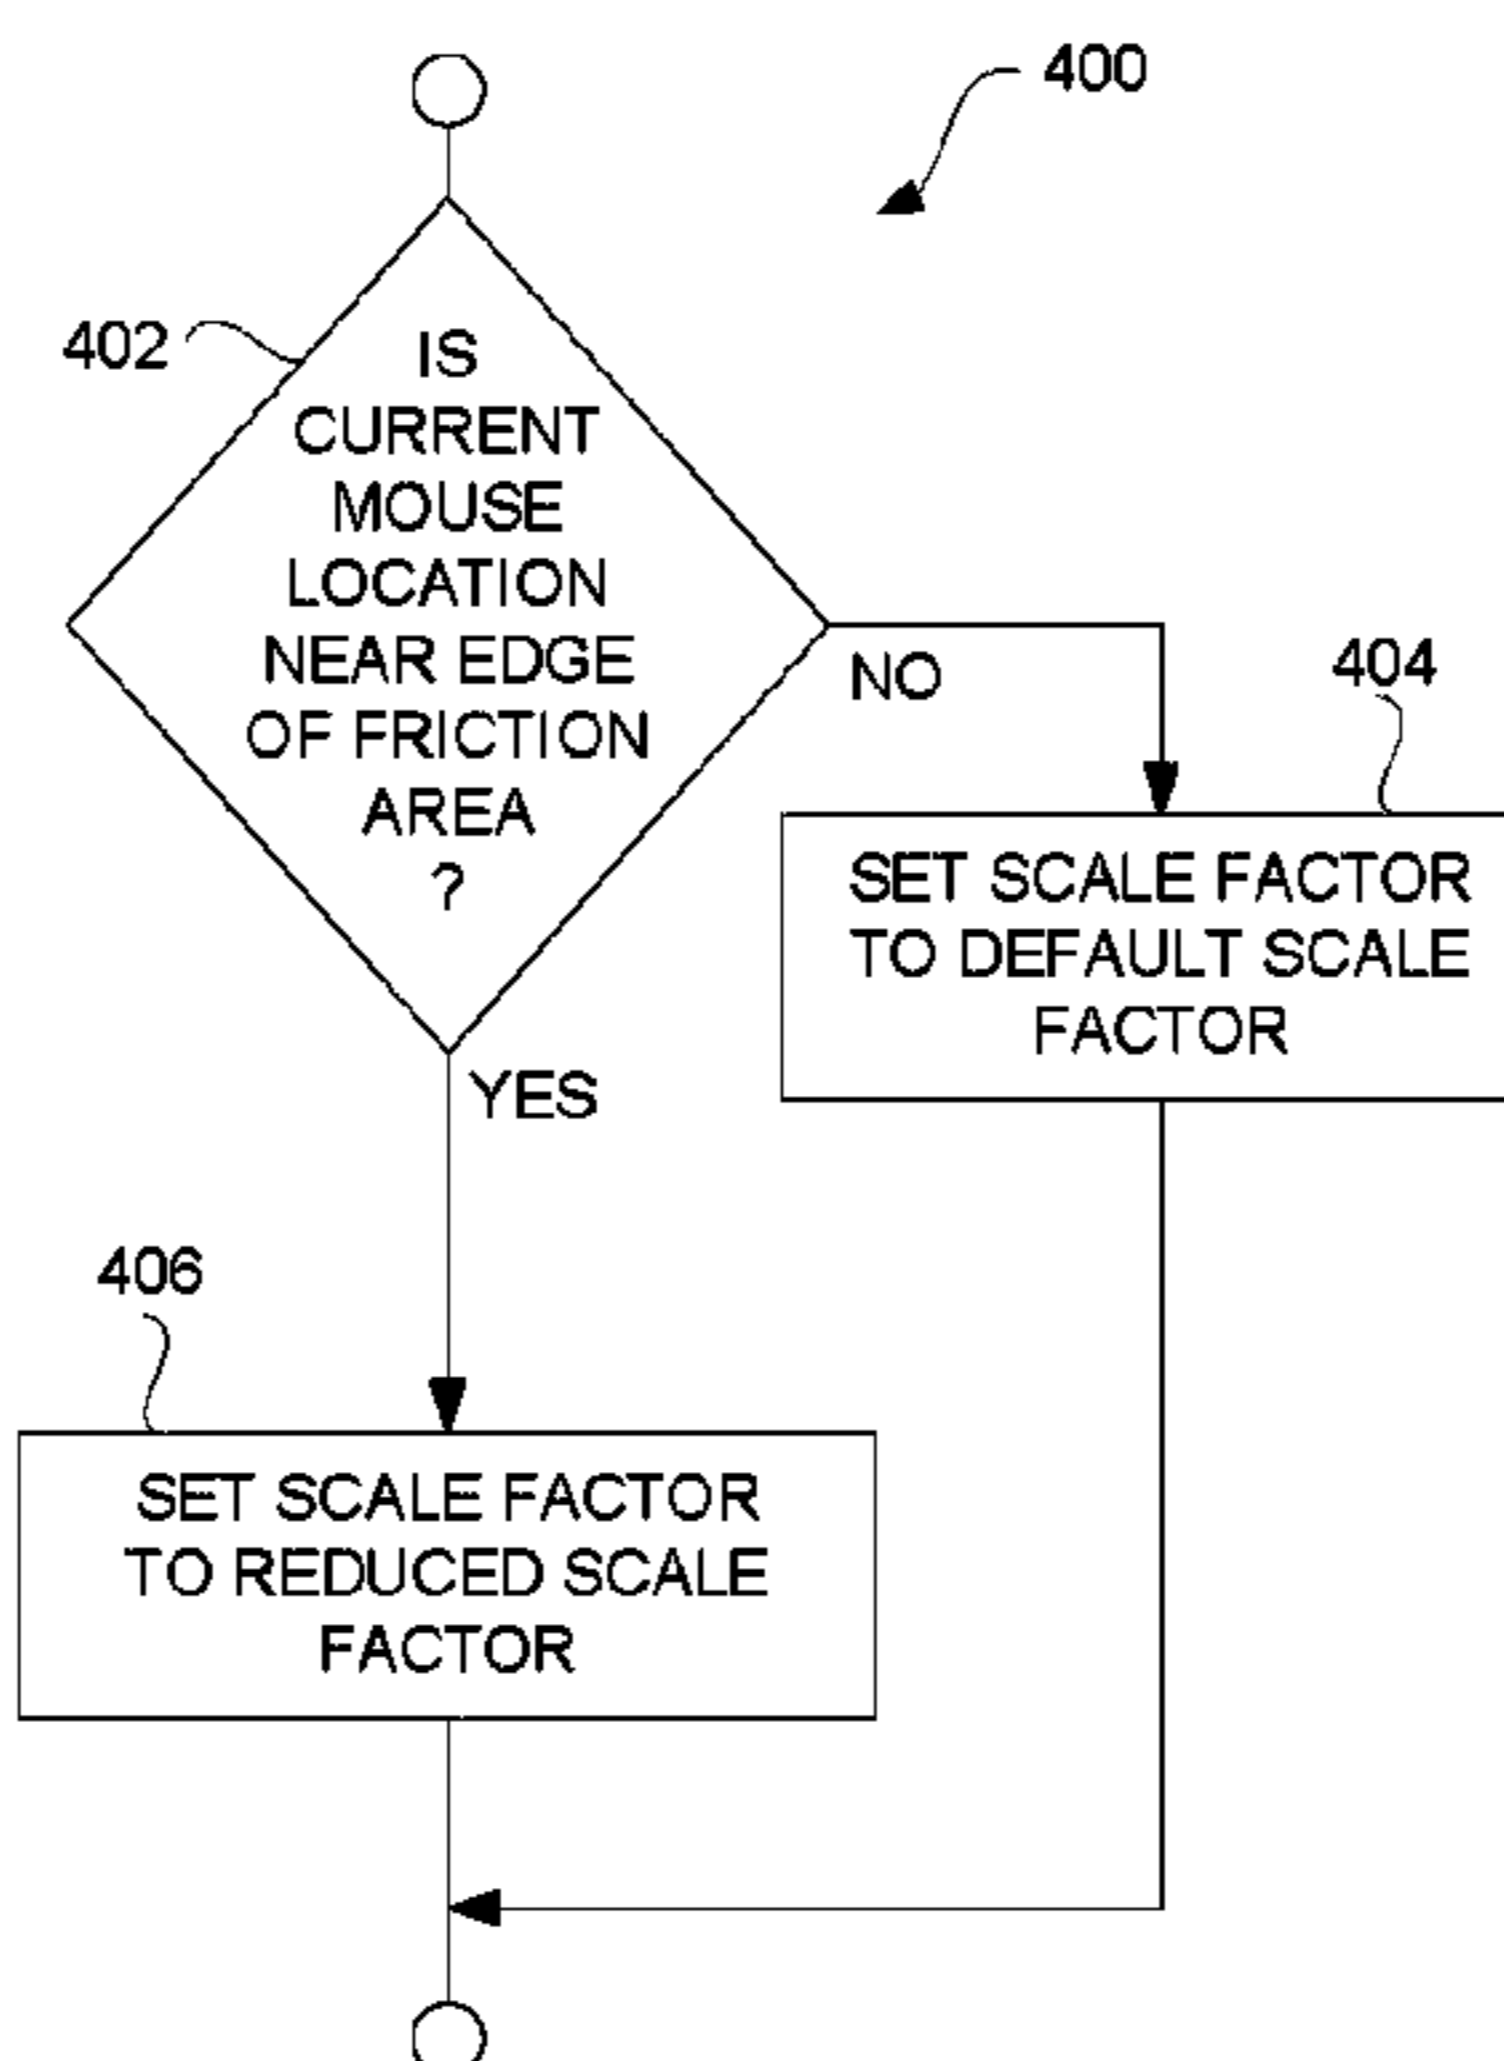 400
402
IS
CURRENT
MOUSE
LOCATION
NEAR EDGE
OF FRICTION
AREA
?
NO
404
SET SCALE FACTOR
TO DEFAULT SCALE
FACTOR
YES
406
SET SCALE FACTOR
TO REDUCED SCALE
FACTOR